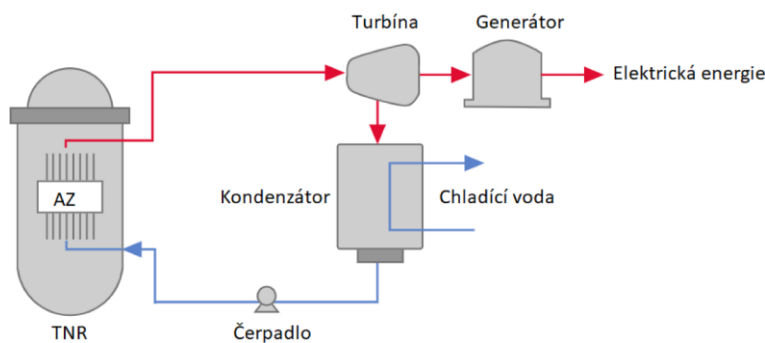 Turbína
Generátor
Elektrická energie
AZ
Kondenzátor
Chladící voda
TNR
Čerpadlo